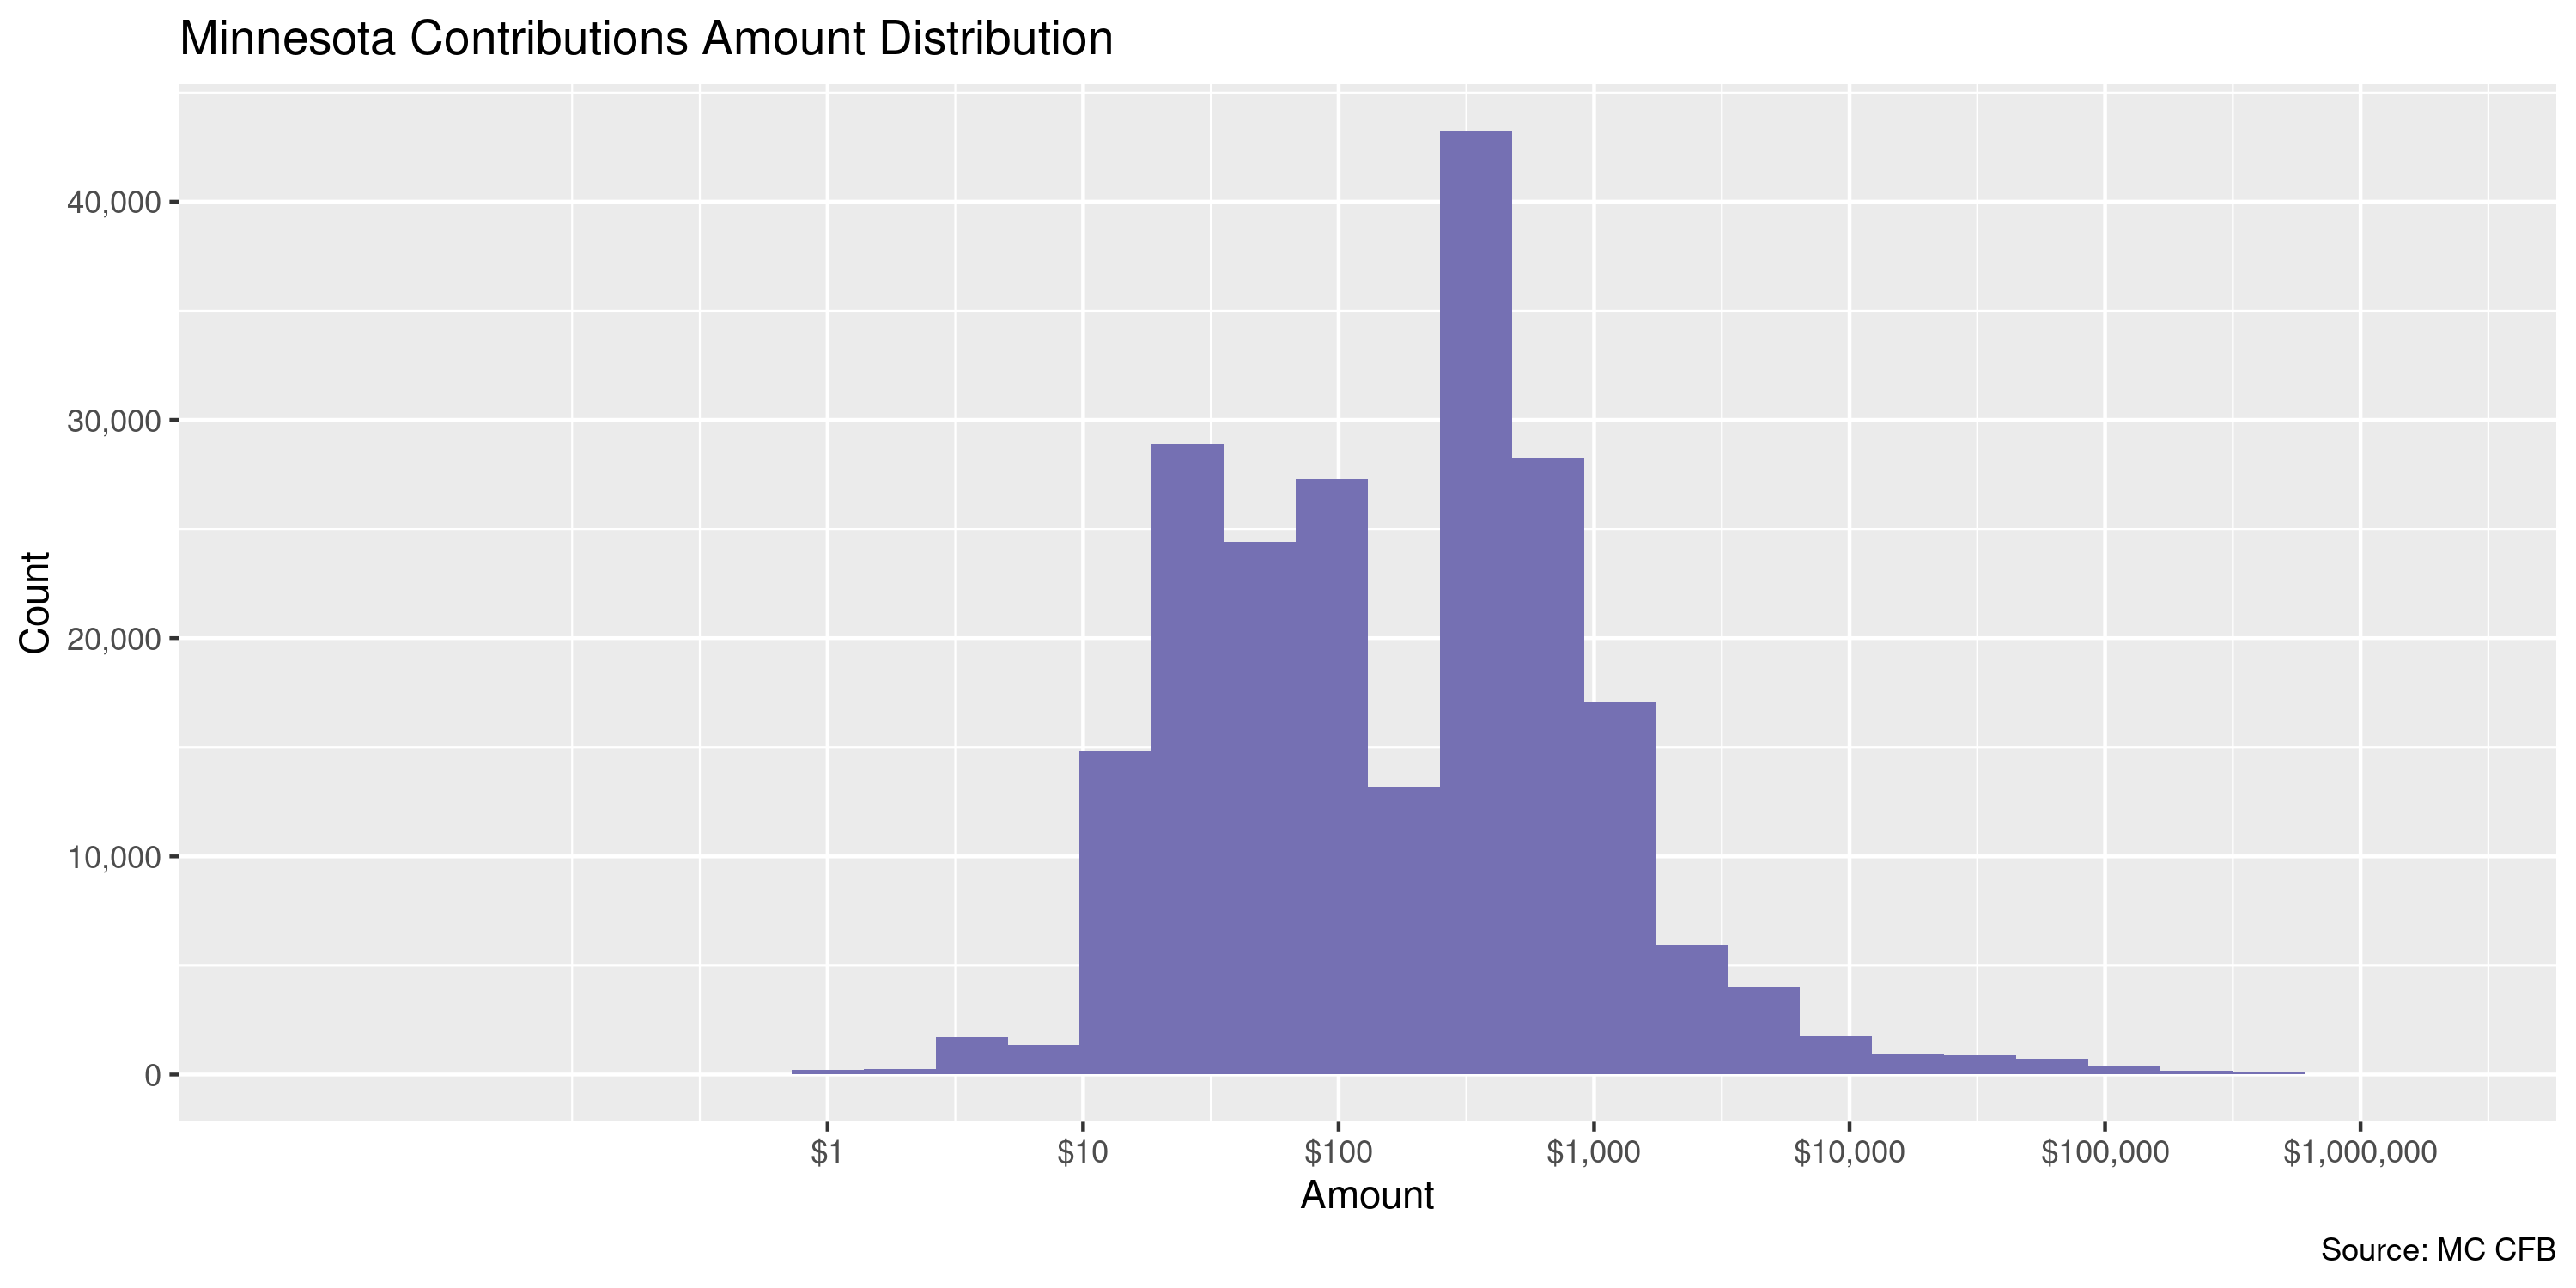 Minnesota Contributions Amount Distribution
Count
40,000
30,000
20,000
10,000
0
$1 $10 $100 $1,000 $10,000 $100,000 $1,000,000
Amount
Source: MC CFB